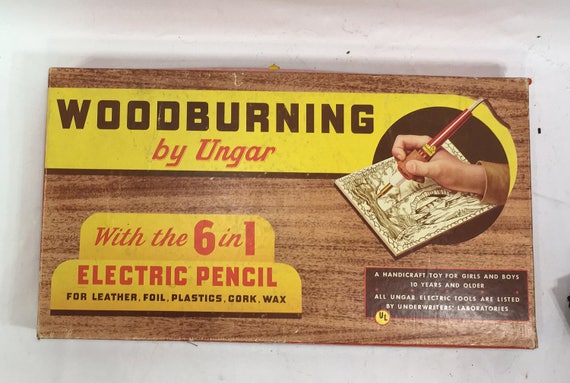 WOODBURNING
by Ungar
With the 6 in 1
ELECTRIC PENCIL
FOR LEATHER, FOIL, PLASTICS, CORK, WAX
A HANDICRAFT TOY FOR GIRLS AND BOYS
10 YEARS AND OLDER
ALL UNGAR ELECTRIC TOOLS ARE LISTED
BY UNDERWRITERS' LABORATORIES
UL